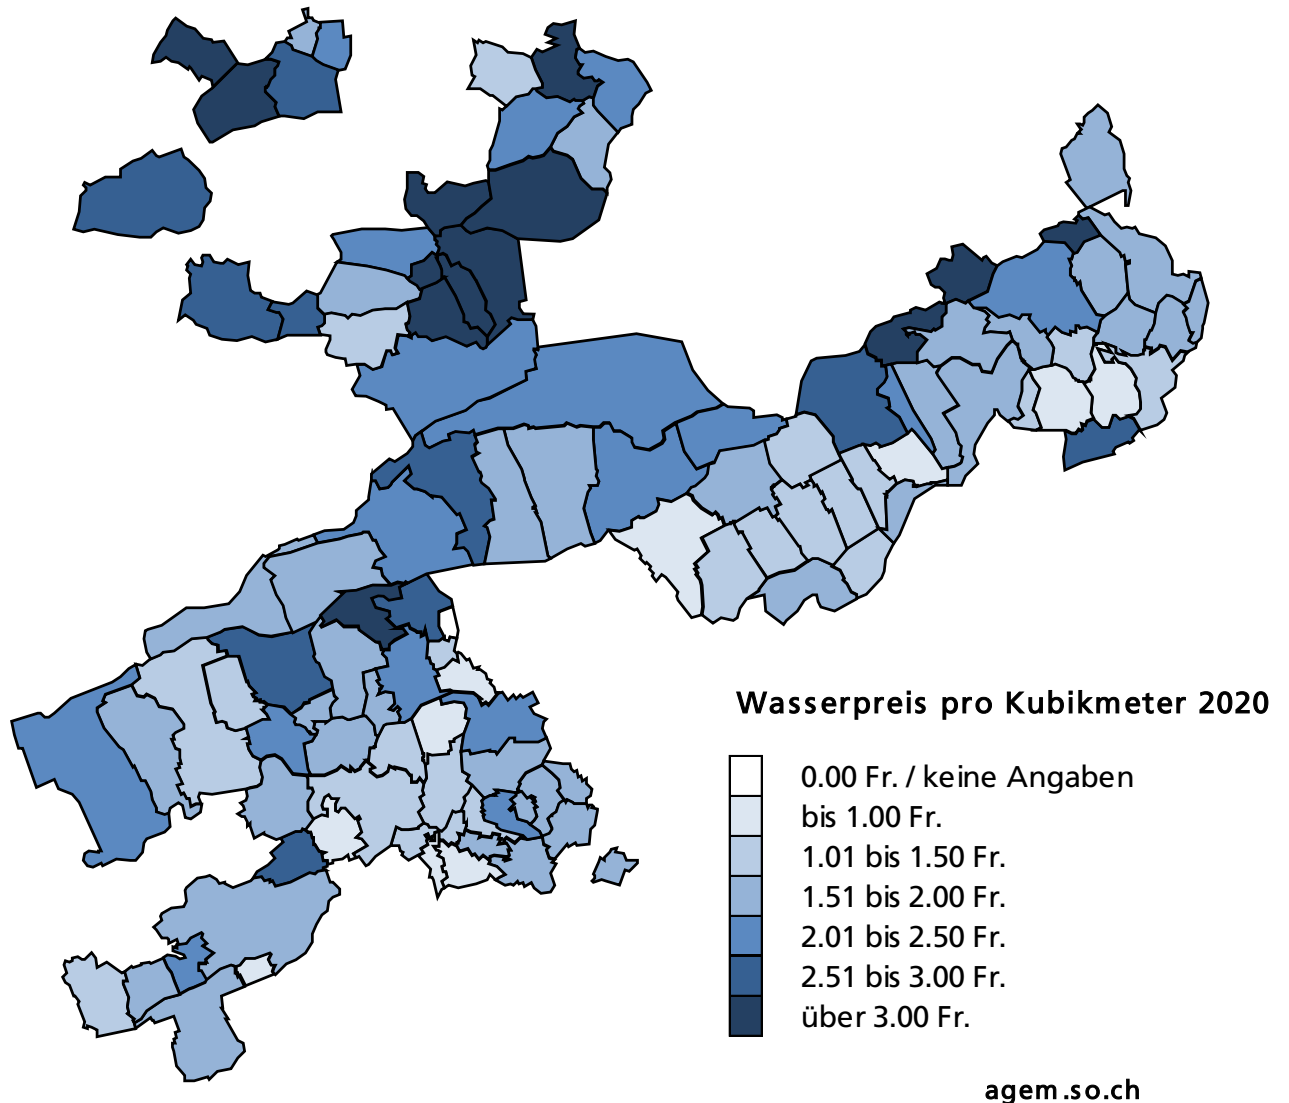 Wasserpreis pro Kubikmeter 2020
0.00 Fr. / keine Angaben
bis 1.00 Fr.
1.01 bis 1.50 Fr.
1.51 bis 2.00 Fr.
2.01 bis 2.50 Fr.
2.51 bis 3.00 Fr.
über 3.00 Fr.
agem.so.ch